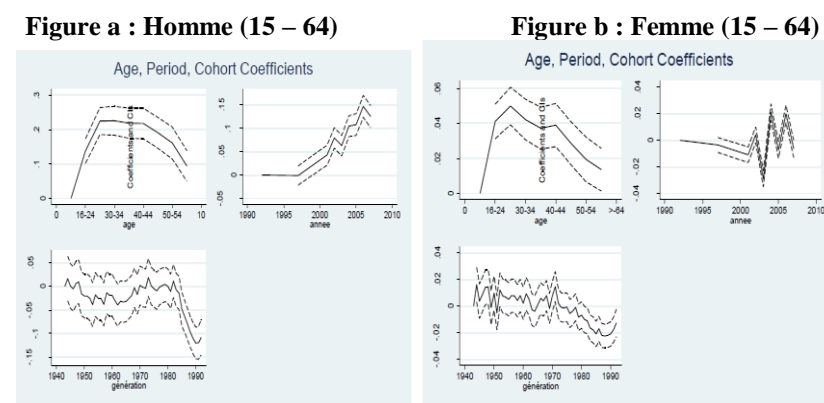 Figure a : Homme (15 – 64)
Figure b : Femme (15 – 64)
Age, Period, Cohort Coefficients
.3
.2
.1
0
Coefficients and CIs
0 16-24 30-34 40-44 50-54 10
age
.15
.1
.05
0
-.05
1990 1995 2000 2005 2010
annee
.05
0
-.05
-.1
-.15
1940 1950 1960 1970 1980 1990
génération
Age, Period, Cohort Coefficients
.06
.04
.02
0
Coefficients and CIs
0 16-24 30-34 40-44 50-54 >-64
age
.04
.02
0
-.02
-.04
1990 1995 2000 2005 2010
annee
.04
.02
0
-.02
-.04
1940 1950 1960 1970 1980 1990
génération